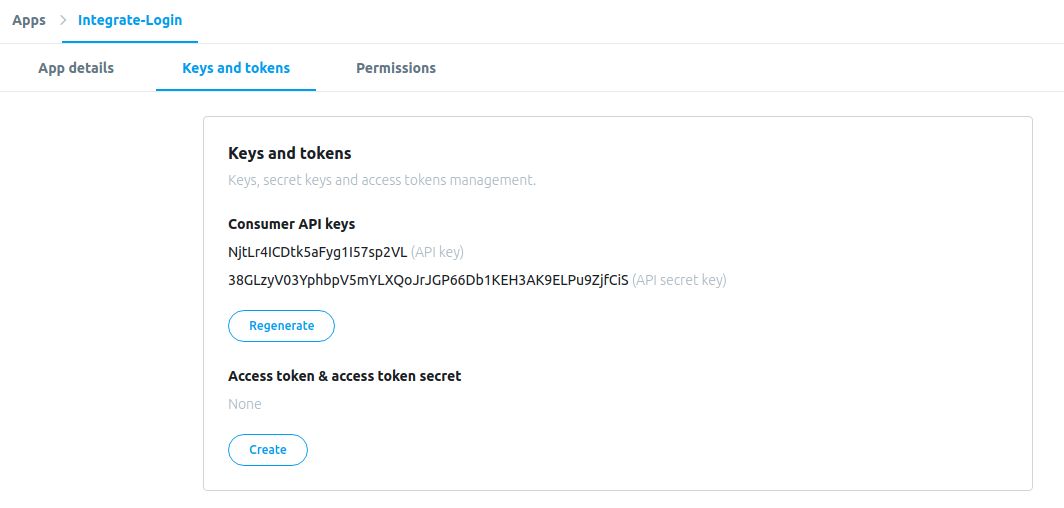 Apps > Integrate-Login
App details Keys and tokens Permissions
Keys and tokens
Keys, secret keys and access tokens management.
Consumer API keys
NjtLr4ICDtk5aFyg1I57sp2VL (API key)
38GLzyV03YphbpV5mYLXQoJrJGP66Db1KEH3AK9ELPu9ZjfCiS (API secret key)
Regenerate
Access token & access token secret
None
Create